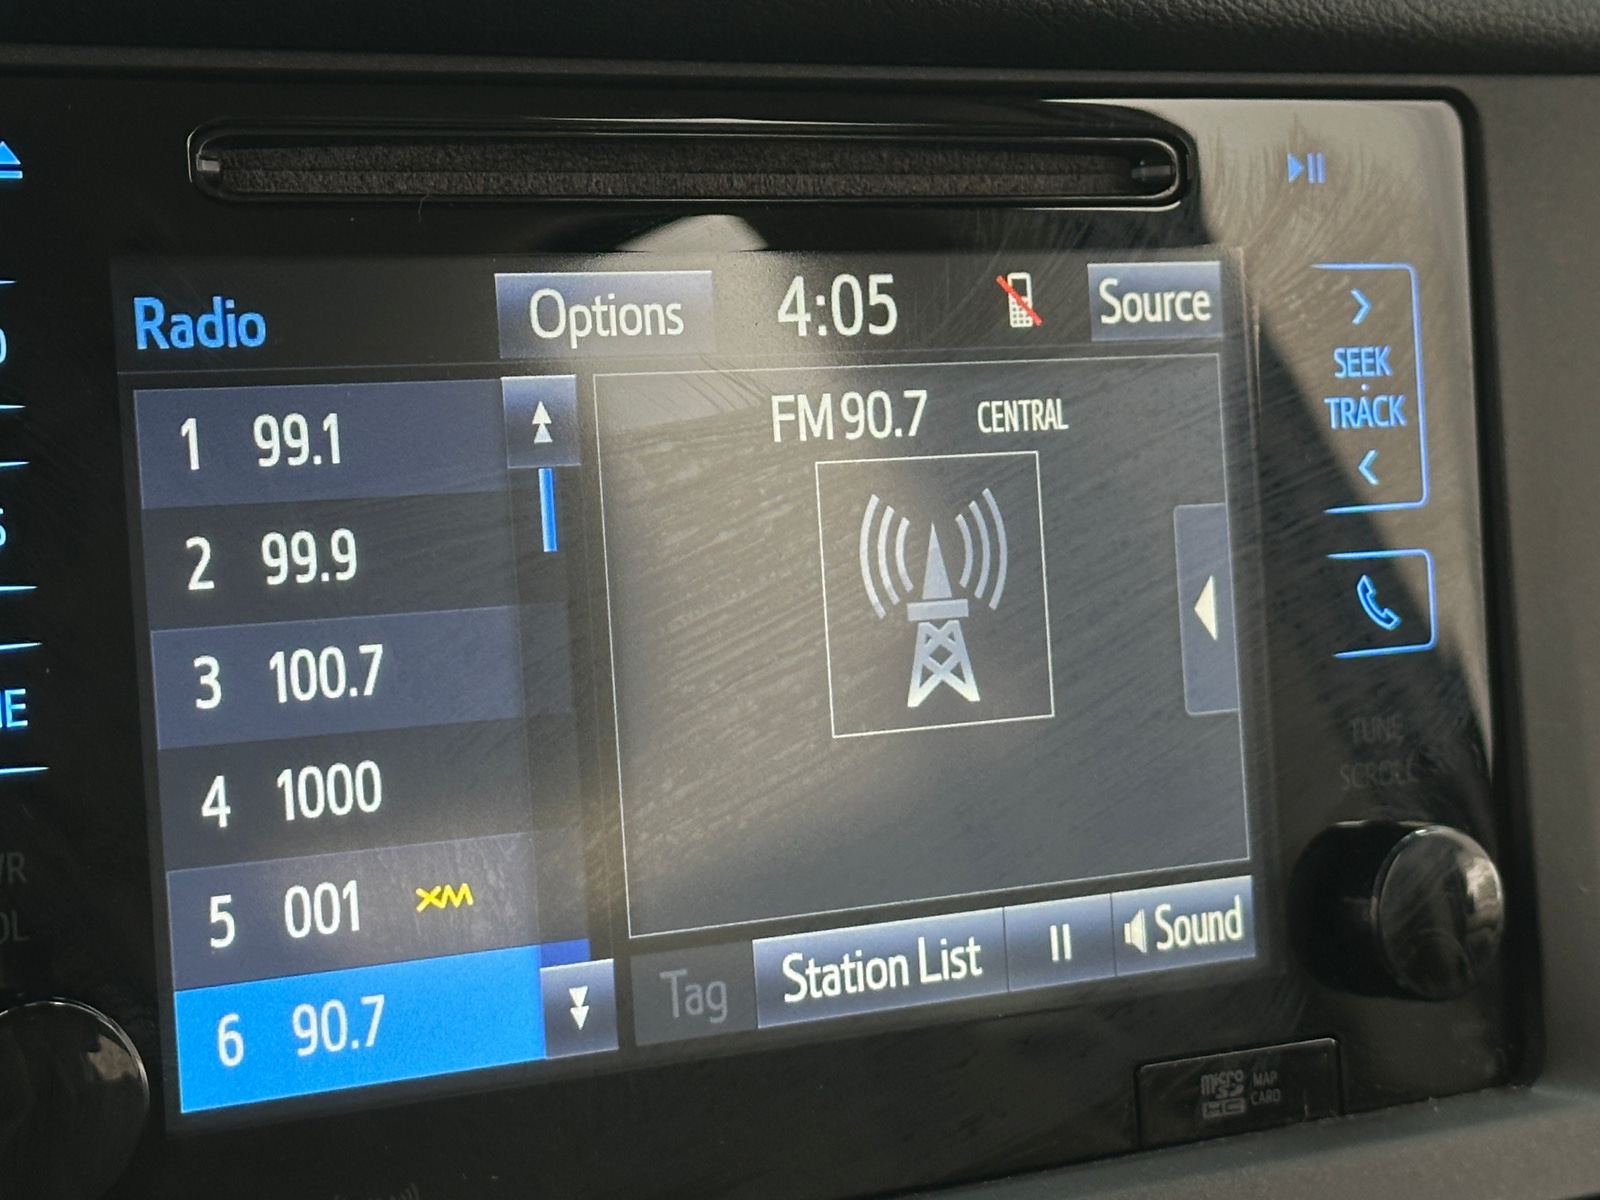 Radio Options 4:05 Source
1 99.1
2 99.9
3 100.7
4 1000
5 001 XM
6 90.7
FM 90.7 CENTRAL
Tag Station List Sound
SEEK
TRACK
TUNE
SCROLL
micro
SD
HC
MAP
CARD